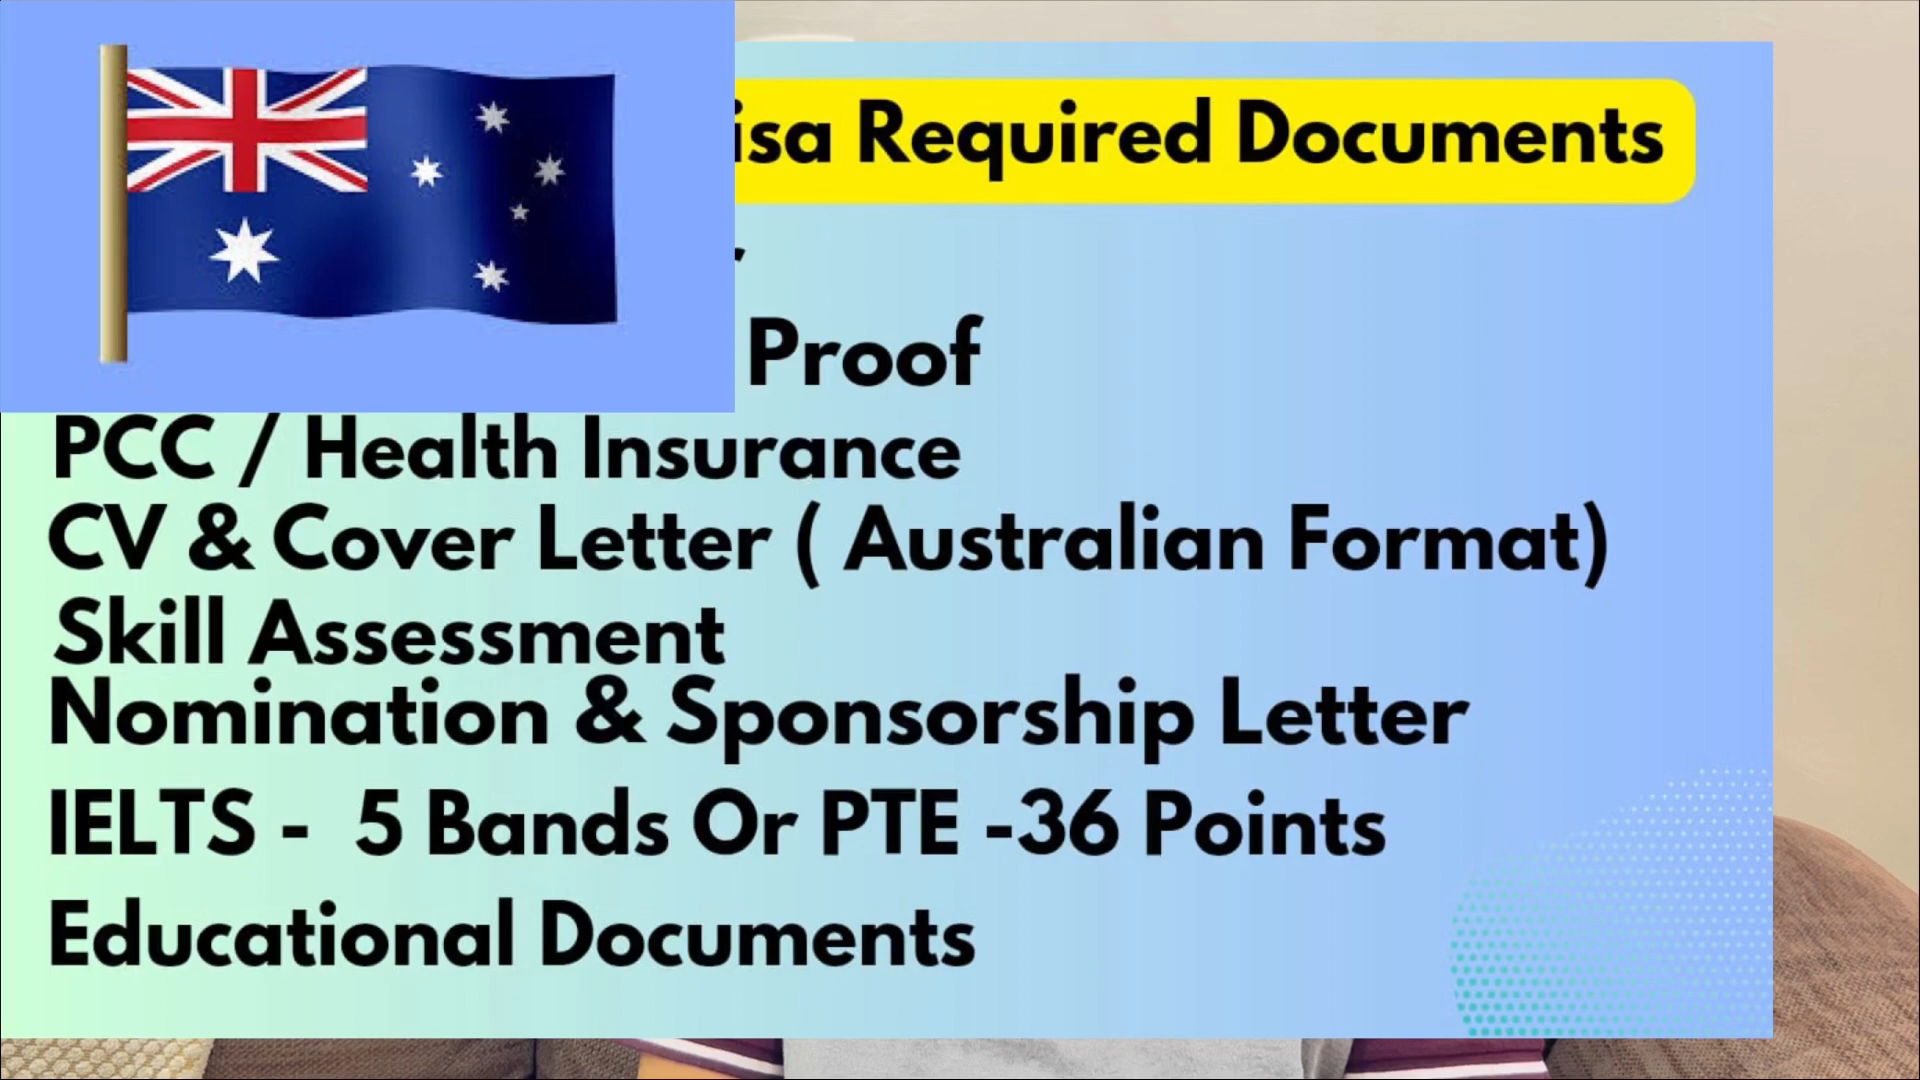 isa Required Documents
Proof
PCC / Health Insurance
CV & Cover Letter ( Australian Format)
Skill Assessment
Nomination & Sponsorship Letter
IELTS - 5 Bands Or PTE -36 Points
Educational Documents